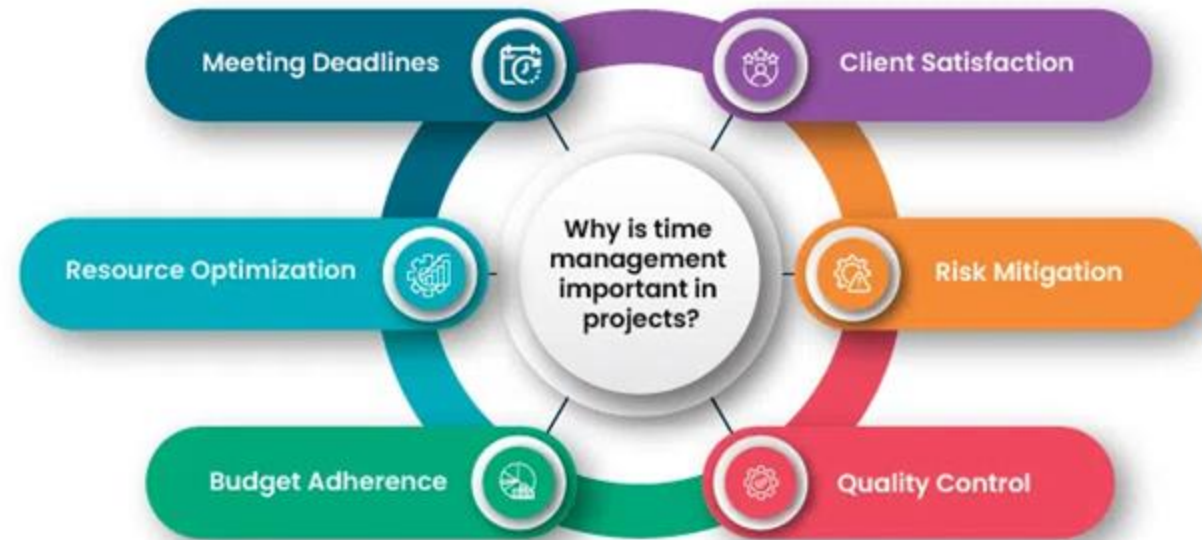 Meeting Deadlines
Client Satisfaction
Why is time
management
important in
projects?
Resource Optimization
Risk Mitigation
Budget Adherence
Quality Control